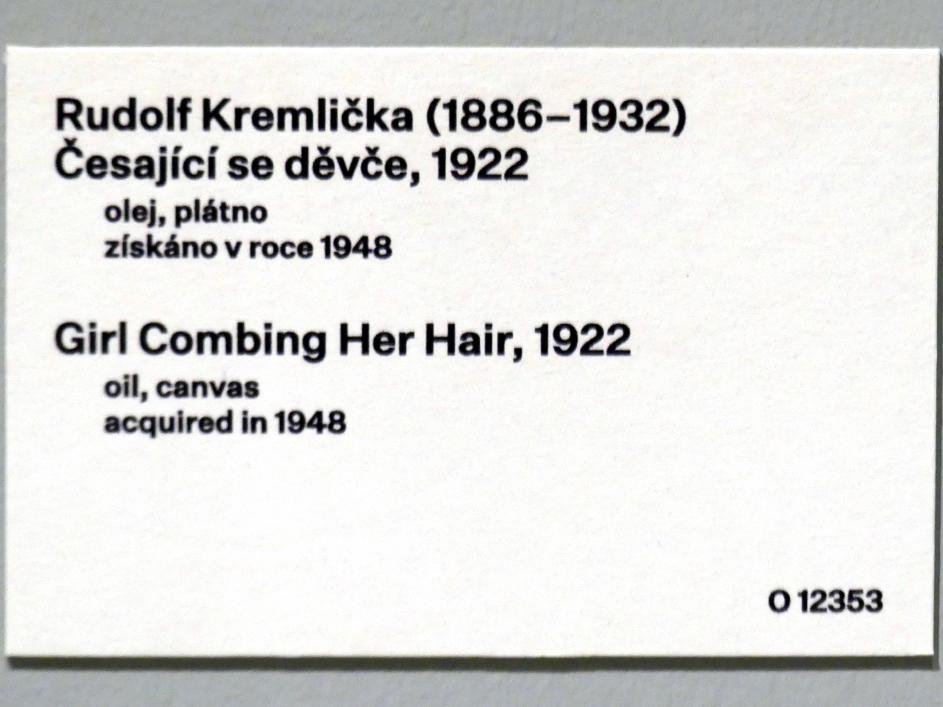 Rudolf Kremlička (1886–1932)
Česající se děvče, 1922
olej, plátno
získáno v roce 1948
Girl Combing Her Hair, 1922
oil, canvas
acquired in 1948
O 12353